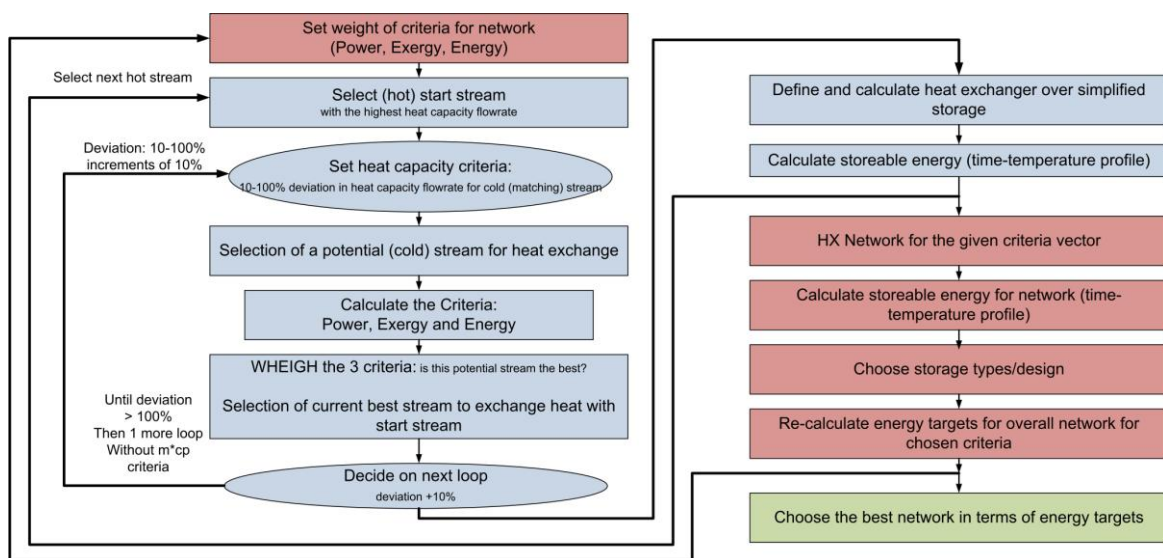 Set weight of criteria for network
(Power, Exergy, Energy)
Select next hot stream
Select (hot) start stream
with the highest heat capacity flowrate
Deviation: 10-100%
increments of 10%
Set heat capacity criteria:
10-100% deviation in heat capacity flowrate for cold (matching) stream
Selection of a potential (cold) stream for heat exchange
Calculate the Criteria:
Power, Exergy and Energy
WHEIGH the 3 criteria: is this potential stream the best?
Selection of current best stream to exchange heat with
start stream
Until deviation
> 100%
Then 1 more loop
Without m*cp
criteria
Decide on next loop
deviation +10%
Define and calculate heat exchanger over simplified
storage
Calculate storeable energy (time-temperature profile)
HX Network for the given criteria vector
Calculate storeable energy for network (time-
temperature profile)
Choose storage types/design
Re-calculate energy targets for overall network for
chosen criteria
Choose the best network in terms of energy targets